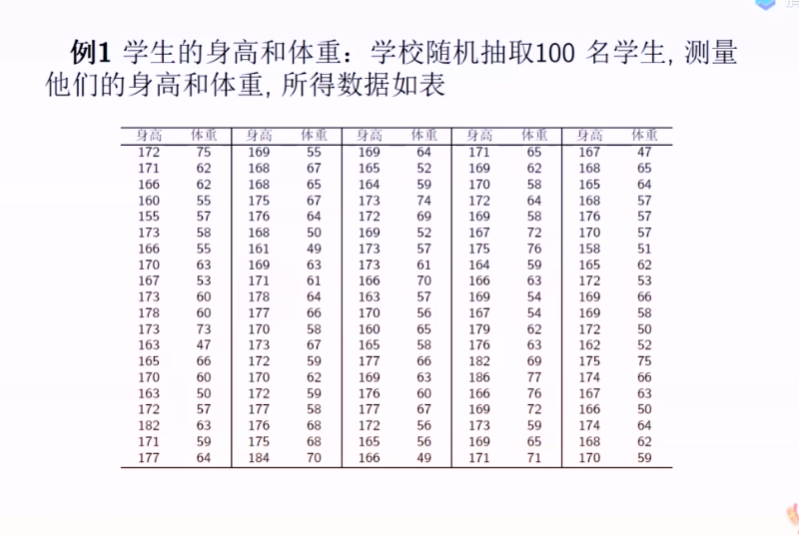 例1 学生的身高和体重：学校随机抽取100 名学生, 测量
他们的身高和体重, 所得数据如表
身高 体重 身高 体重 身高 体重 身高 体重 身高 体重
172 75 169 55 169 64 171 65 167 47
171 62 168 67 165 52 169 62 168 65
166 62 168 65 164 59 170 58 165 64
160 55 175 67 173 74 172 64 168 57
155 57 176 64 172 69 169 58 176 57
173 58 168 50 169 52 167 72 170 57
166 55 161 49 173 57 175 76 158 51
170 63 169 63 173 61 164 59 165 62
167 53 171 61 166 70 166 63 172 53
173 60 178 64 163 57 169 54 169 66
178 60 177 66 170 56 167 54 169 58
173 73 170 58 160 65 179 62 172 50
163 47 173 67 165 58 176 63 162 52
165 66 172 59 177 66 182 69 175 75
170 60 170 62 169 63 186 77 174 66
163 50 172 59 176 60 166 76 167 63
172 57 177 58 177 67 169 72 166 50
182 63 176 68 172 56 173 59 174 64
171 59 175 68 165 56 169 65 168 62
177 64 184 70 166 49 171 71 170 59